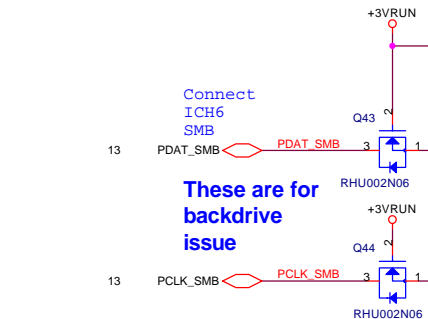 +3VRUN
Connect
ICH6
SMB
Q43
2
13 PDAT_SMB PDAT_SMB 3 1
RHU002N06
These are for
backdrive
issue
+3VRUN
Q44
2
13 PCLK_SMB PCLK_SMB 3 1
RHU002N06